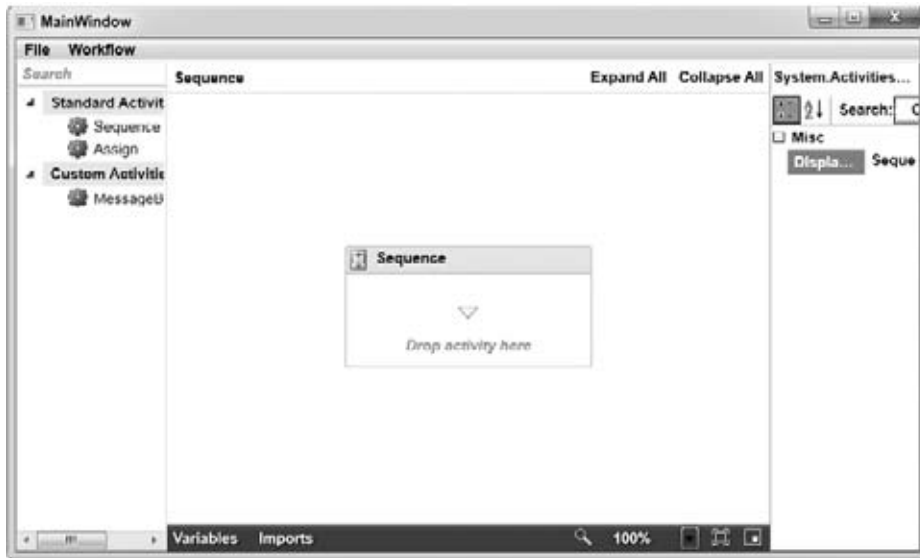 MainWindow
File Workflow
Search
Sequence Expand All Collapse All
System.Activities...
Standard Activit
Sequence
Assign
Custom Activitie
MessageB
Search:
Misc
Displa... Seque
Sequence
Drop activity here
Variables Imports 100%